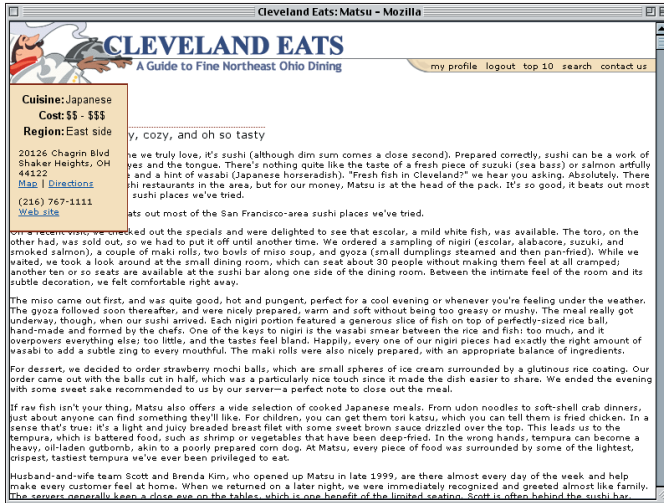 Cleveland Eats: Matsu – Mozilla
CLEVELAND EATS
A Guide to Fine Northeast Ohio Dining
my profile logout top 10 search contact us
Cuisine: Japanese
Cost: $$ - $$$
Region: East side
20126 Chagrin Blvd
Shaker Heights, OH
44122
Map | Directions
(216) 767-1111
Web site
y, cozy, and oh so tasty
ne we truly love, it's sushi (although dim sum comes a close second). Prepared correctly, sushi can be a work of
yes and the tongue. There's nothing quite like the taste of a fresh piece of suzuki (sea bass) or salmon artfully
e and a hint of wasabi (Japanese horseradish). "Fresh fish in Cleveland?" we hear you asking. Absolutely. There
shi restaurants in the area, but for our money, Matsu is at the head of the pack. It's so good, it beats out most
sushi places we've tried.
ats out most of the San Francisco-area sushi places we've tried.
On a recent visit, we checked out the specials and were delighted to see that escolar, a mild white fish, was available. The toro, on the
other had, was sold out, so we had to put it off until another time. We ordered a sampling of nigiri (escolar, alabacore, suzuki, and
smoked salmon), a couple of maki rolls, two bowls of miso soup, and gyoza (small dumplings steamed and then pan-fried). While we
waited, we took a look around at the small dining room, which can seat about 30 people without making them feel at all cramped;
another ten or so seats are available at the sushi bar along one side of the dining room. Between the intimate feel of the room and its
subtle decoration, we felt comfortable right away.
The miso came out first, and was quite good, hot and pungent, perfect for a cool evening or whenever you're feeling under the weather.
The gyoza followed soon thereafter, and were nicely prepared, warm and soft without being too greasy or mushy. The meal really got
underway, though, when our sushi arrived. Each nigiri portion featured a generous slice of fish on top of perfectly-sized rice ball,
hand-made and formed by the chefs. One of the keys to nigiri is the wasabi smear between the rice and fish: too much, and it
overpowers everything else; too little, and the tastes feel bland. Happily, every one of our nigiri pieces had exactly the right amount of
wasabi to add a subtle zing to every mouthful. The maki rolls were also nicely prepared, with an appropriate balance of ingredients.
For dessert, we decided to order strawberry mochi balls, which are small spheres of ice cream surrounded by a glutinous rice coating. Our
order came out with the balls cut in half, which was a particularly nice touch since it made the dish easier to share. We ended the evening
with some sweet sake recommended to us by our server—a perfect note to close out the meal.
If raw fish isn't your thing, Matsu also offers a wide selection of cooked Japanese meals. From udon noodles to soft-shell crab dinners,
just about anyone can find something they'll like. For children, you can get them tori katsu, which you can tell them is fried chicken. In a
sense that's true: it's a light and juicy breaded breast filet with some sweet brown sauce drizzled over the top. This leads us to the
tempura, which is battered food, such as shrimp or vegetables that have been deep-fried. In the wrong hands, tempura can become a
heavy, oil-laden gutbomb, akin to a poorly prepared corn dog. At Matsu, every piece of food was surrounded by some of the lightest,
crispest, tastiest tempura we've ever been privileged to eat.
Husband-and-wife team Scott and Brenda Kim, who opened up Matsu in late 1999, are there almost every day of the week and help
make every customer feel at home. When we returned on a later night, we were immediately recognized and greeted almost like family.
The servers generally keep a close eye on the tables, which is one benefit of the limited seating. Scott is often behind the sushi bar,